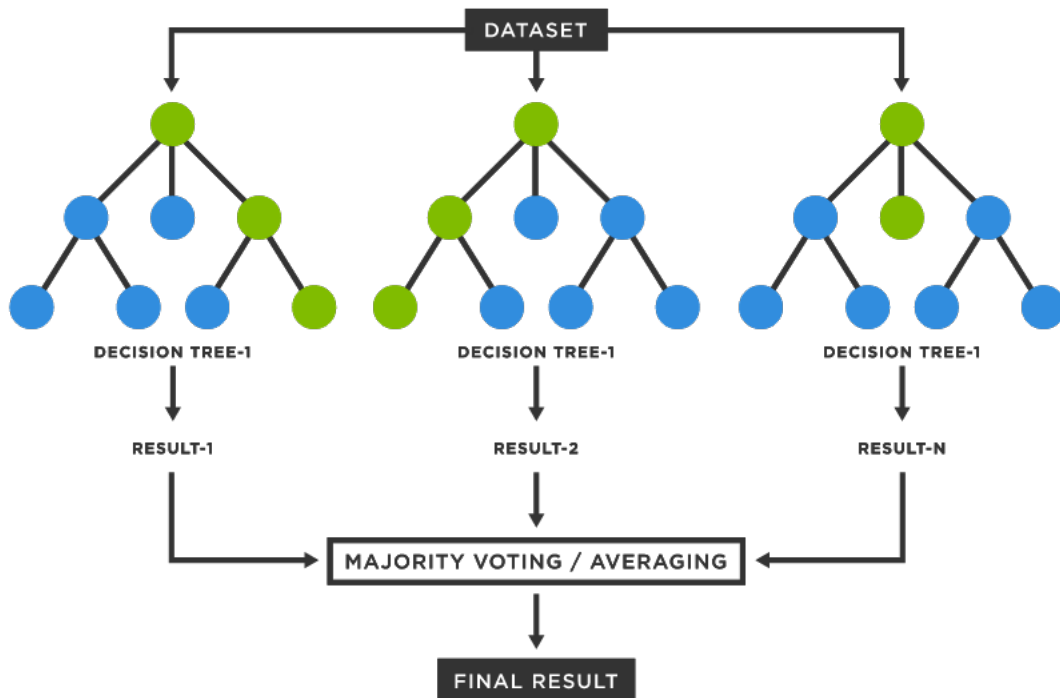 DATASET
DECISION TREE-1
DECISION TREE-1
DECISION TREE-1
RESULT-1
RESULT-2
RESULT-N
MAJORITY VOTING / AVERAGING
FINAL RESULT